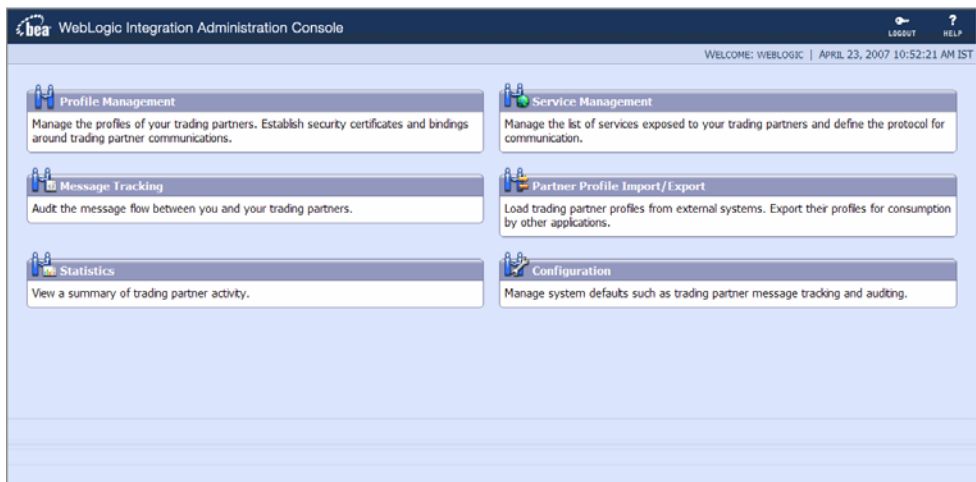 bea WebLogic Integration Administration Console
LOGOUT
HELP
WELCOME: WEBLOGIC | APRIL 23, 2007 10:52:21 AM IST
Profile Management
Manage the profiles of your trading partners. Establish security certificates and bindings
around trading partner communications.
Service Management
Manage the list of services exposed to your trading partners and define the protocol for
communication.
Message Tracking
Audit the message flow between you and your trading partners.
Partner Profile Import/Export
Load trading partner profiles from external systems. Export their profiles for consumption
by other applications.
Statistics
View a summary of trading partner activity.
Configuration
Manage system defaults such as trading partner message tracking and auditing.